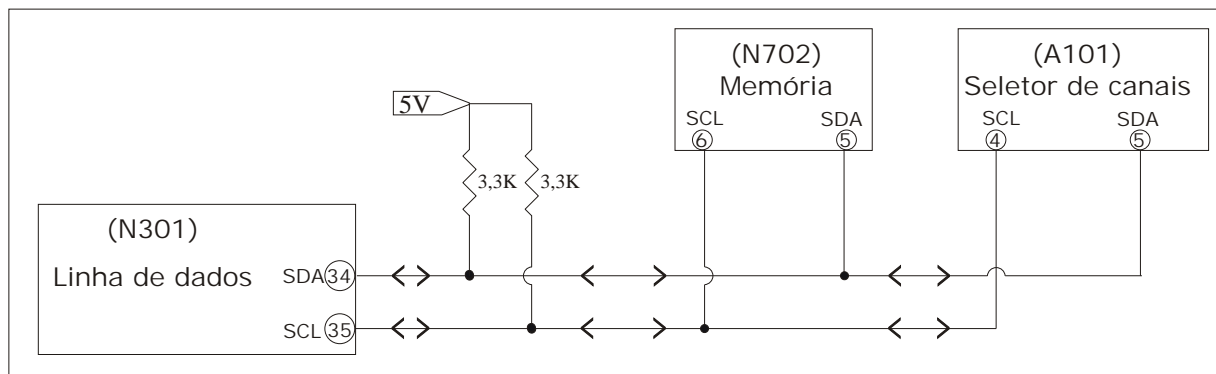 (N702)
Memória
SCL
SDA
6
5
(A101)
Seletor de canais
SCL
SDA
4
5
5V
3,3K
3,3K
(N301)
Linha de dados
SDA 34
SCL 35